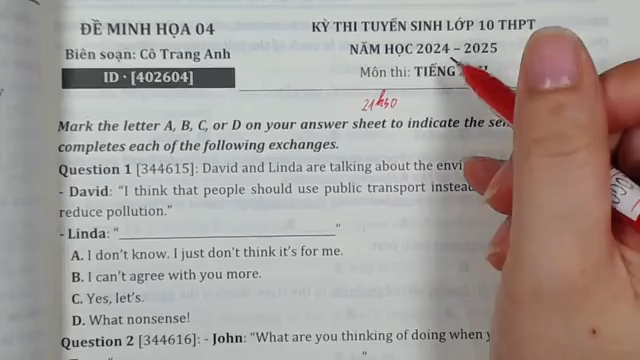 ĐỀ MINH HỌA 04
Biên soạn: Cô Trang Anh
ID • [402604]
KỲ THI TUYỂN SINH LỚP 10 THPT
NĂM HỌC 2024 – 2025
Môn thi: TIẾNG
21h30
Mark the letter A, B, C, or D on your answer sheet to indicate the
completes each of the following exchanges.
Question 1 [344615]: David and Linda are talking about the
- David: “I think that people should use public transport
reduce pollution.”
- Linda: “______________________”
A. I don’t know. I just don’t think it’s for me.
B. I can’t agree with you more.
C. Yes, let’s.
D. What nonsense!
Question 2 [344616]: - John: “What are you thinking of doing when